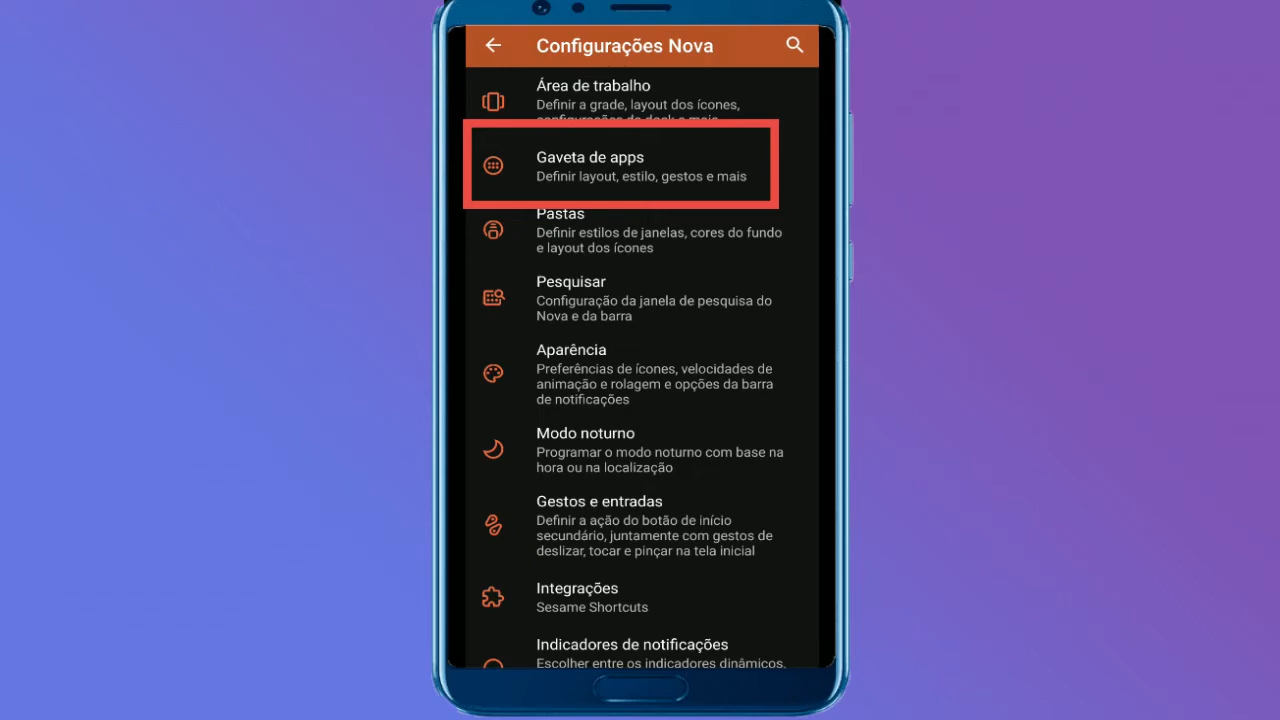 Configurações Nova
Área de trabalho
Definir a grade, layout dos ícones,
configurações do dock e mais
Gaveta de apps
Definir layout, estilo, gestos e mais
Pastas
Definir estilos de janelas, cores do fundo
e layout dos ícones
Pesquisar
Configuração da janela de pesquisa do
Nova e da barra
Aparência
Preferências de ícones, velocidades de
animação e rolagem e opções da barra
de notificações
Modo noturno
Programar o modo noturno com base na
hora ou na localização
Gestos e entradas
Definir a ação do botão de início
secundário, juntamente com gestos de
deslizar, tocar e pinçar na tela inicial
Integrações
Sesame Shortcuts
Indicadores de notificações
Escolher entre os indicadores dinâmicos,